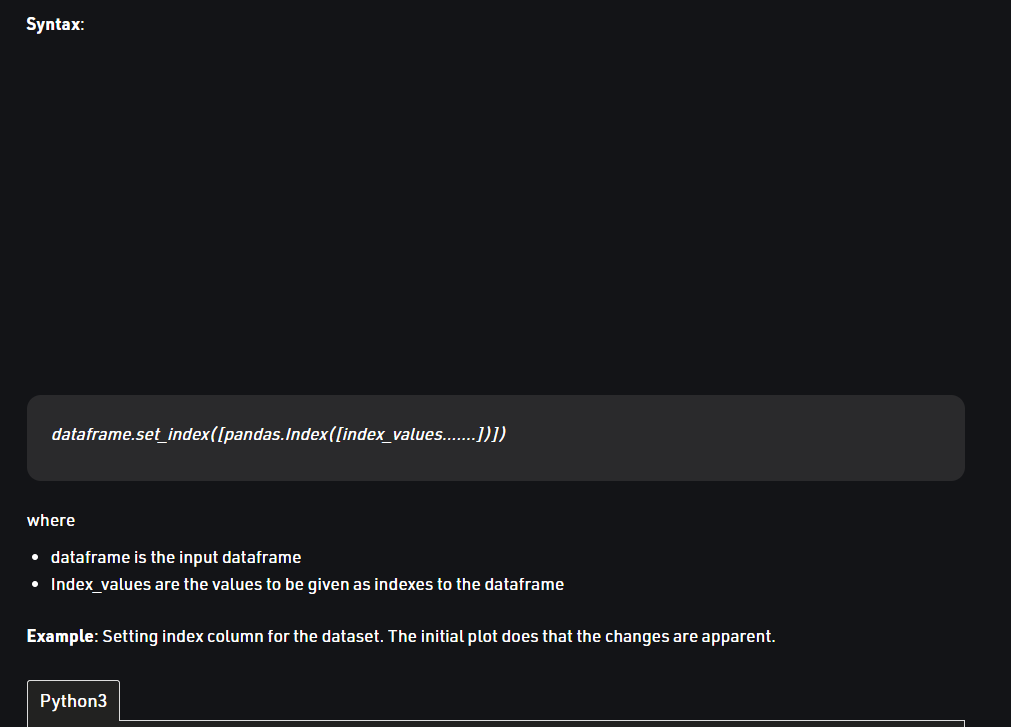 Syntax:
dataframe.set_index([pandas.Index([index_values…….])])
where
dataframe is the input dataframe
Index_values are the values to be given as indexes to the dataframe
Example: Setting index column for the dataset. The initial plot does that the changes are apparent.
Python3